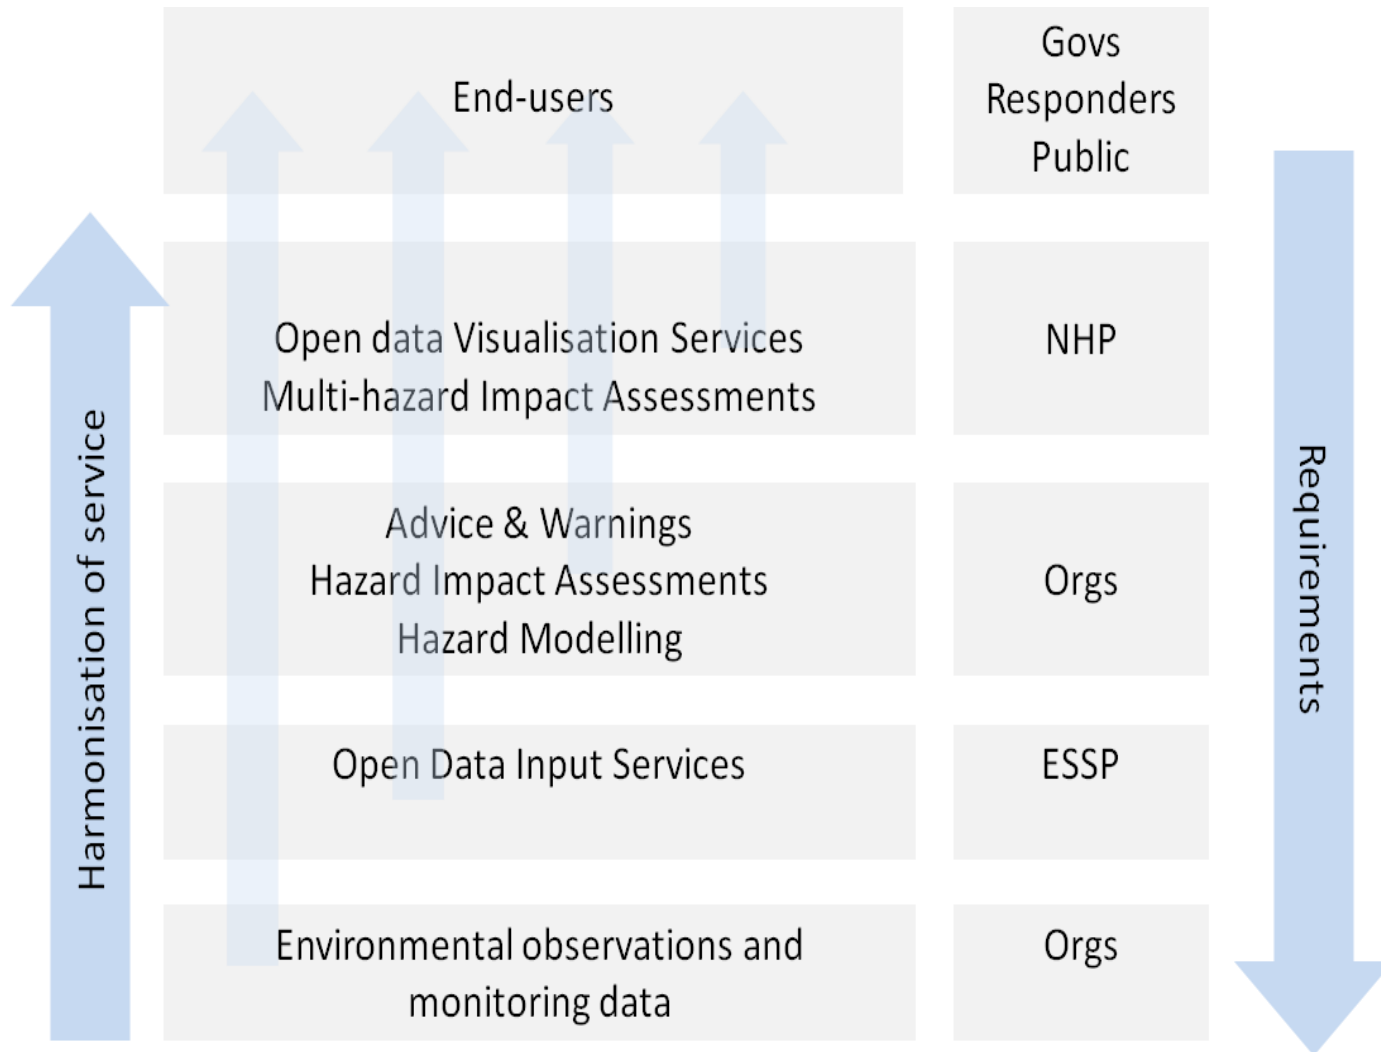 End-users
Govs
Responders
Public
Open data Visualisation Services
Multi-hazard Impact Assessments
NHP
Advice & Warnings
Hazard Impact Assessments
Hazard Modelling
Orgs
Open Data Input Services
ESSP
Environmental observations and
monitoring data
Orgs
Harmonisation of service
Requirements